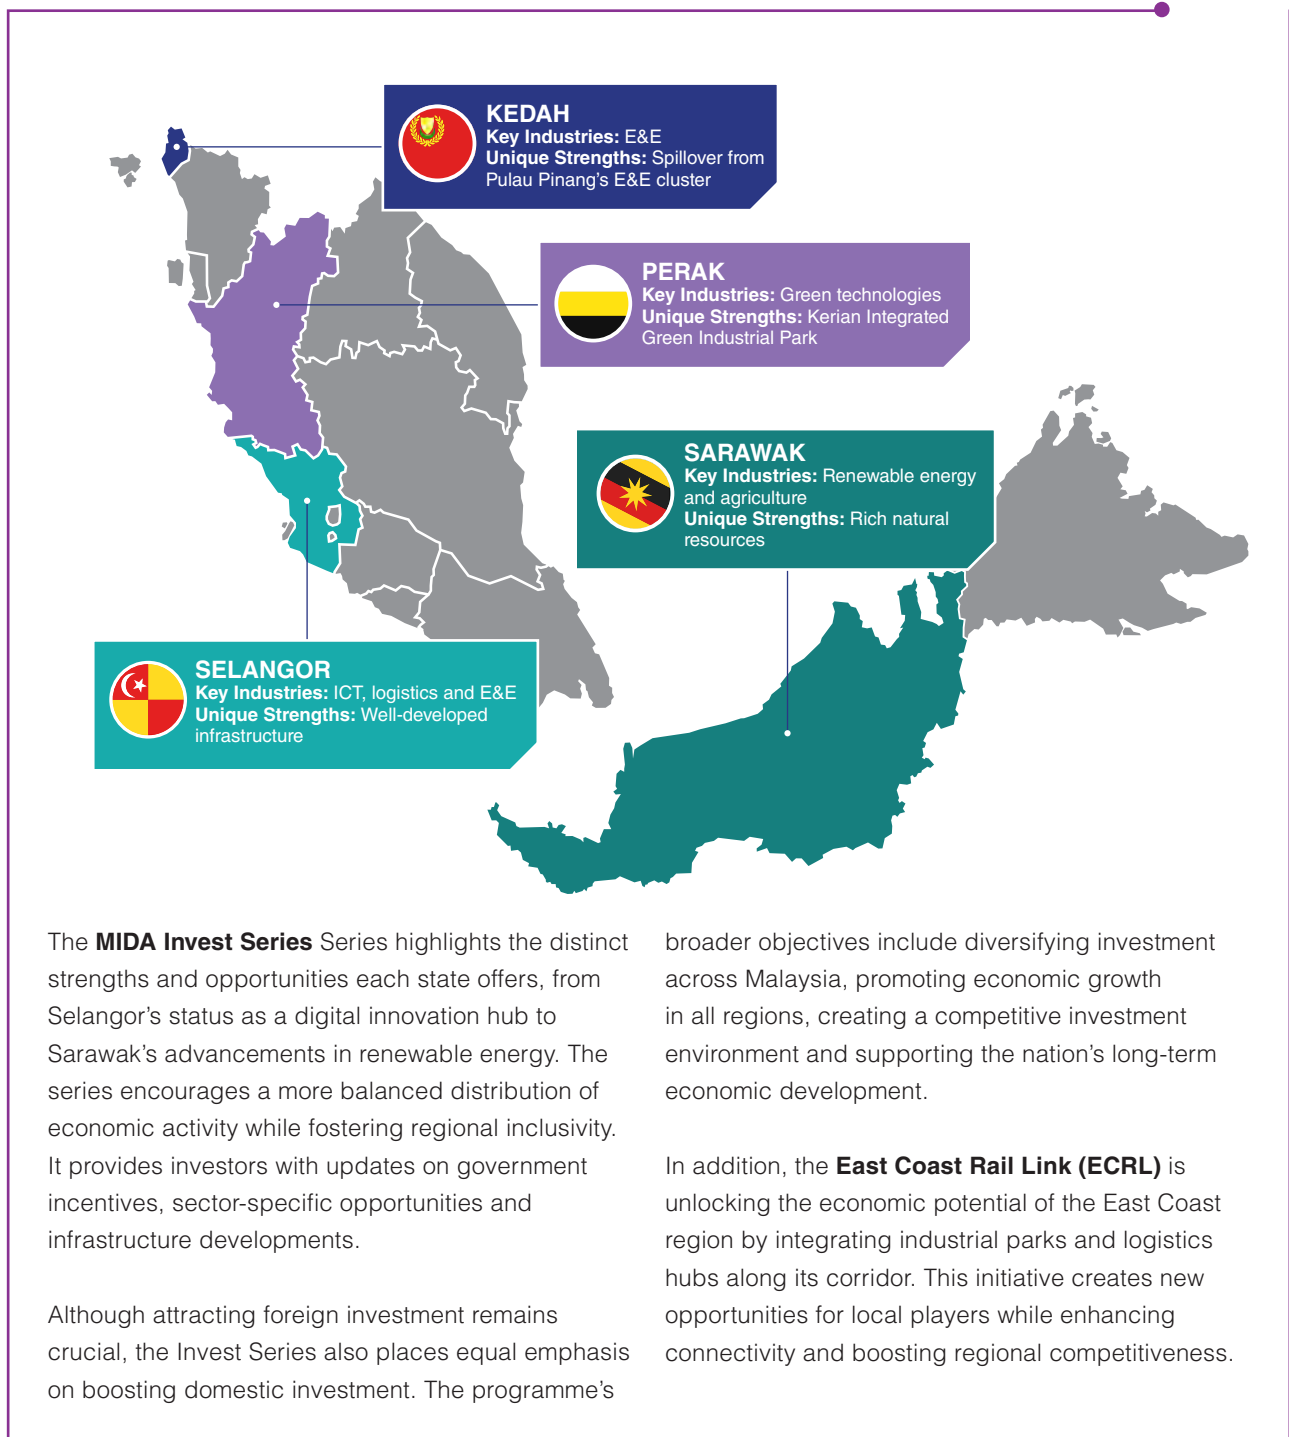 KEDAH
Key Industries: E&E
Unique Strengths: Spillover from
Pulau Pinang’s E&E cluster
PERAK
Key Industries: Green technologies
Unique Strengths: Kerian Integrated
Green Industrial Park
SARAWAK
Key Industries: Renewable energy
and agriculture
Unique Strengths: Rich natural
resources
SELANGOR
Key Industries: ICT, logistics and E&E
Unique Strengths: Well-developed
infrastructure
The MIDA Invest Series Series highlights the distinct
strengths and opportunities each state offers, from
Selangor’s status as a digital innovation hub to
Sarawak’s advancements in renewable energy. The
series encourages a more balanced distribution of
economic activity while fostering regional inclusivity.
It provides investors with updates on government
incentives, sector-specific opportunities and
infrastructure developments.
Although attracting foreign investment remains
crucial, the Invest Series also places equal emphasis
on boosting domestic investment. The programme’s
broader objectives include diversifying investment
across Malaysia, promoting economic growth
in all regions, creating a competitive investment
environment and supporting the nation’s long-term
economic development.
In addition, the East Coast Rail Link (ECRL) is
unlocking the economic potential of the East Coast
region by integrating industrial parks and logistics
hubs along its corridor. This initiative creates new
opportunities for local players while enhancing
connectivity and boosting regional competitiveness.